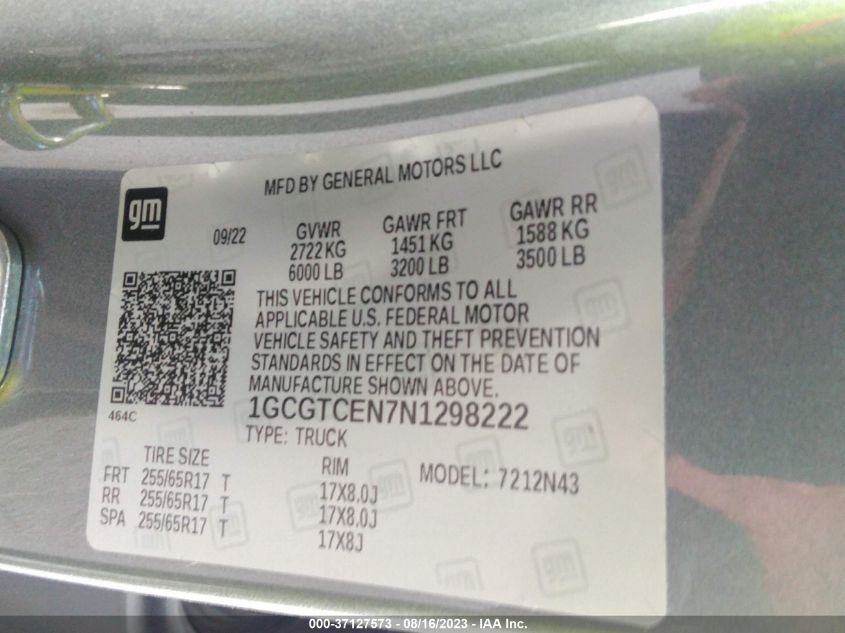 MFD BY GENERAL MOTORS LLC
gm
09/22
GVWR GAWR FRT GAWR RR
2722 KG 1451 KG 1588 KG
6000 LB 3200 LB 3500 LB
THIS VEHICLE CONFORMS TO ALL
APPLICABLE U.S. FEDERAL MOTOR
VEHICLE SAFETY AND THEFT PREVENTION
STANDARDS IN EFFECT ON THE DATE OF
MANUFACTURE SHOWN ABOVE.
464C
1GCGTCEN7N1298222
TYPE: TRUCK
TIRE SIZE RIM MODEL: 7212N43
FRT 255/65R17 T 17X8.0J
RR 255/65R17 T 17X8.0J
SPA 255/65R17 T 17X8J
000-37127573 - 08/16/2023 - IAA Inc.